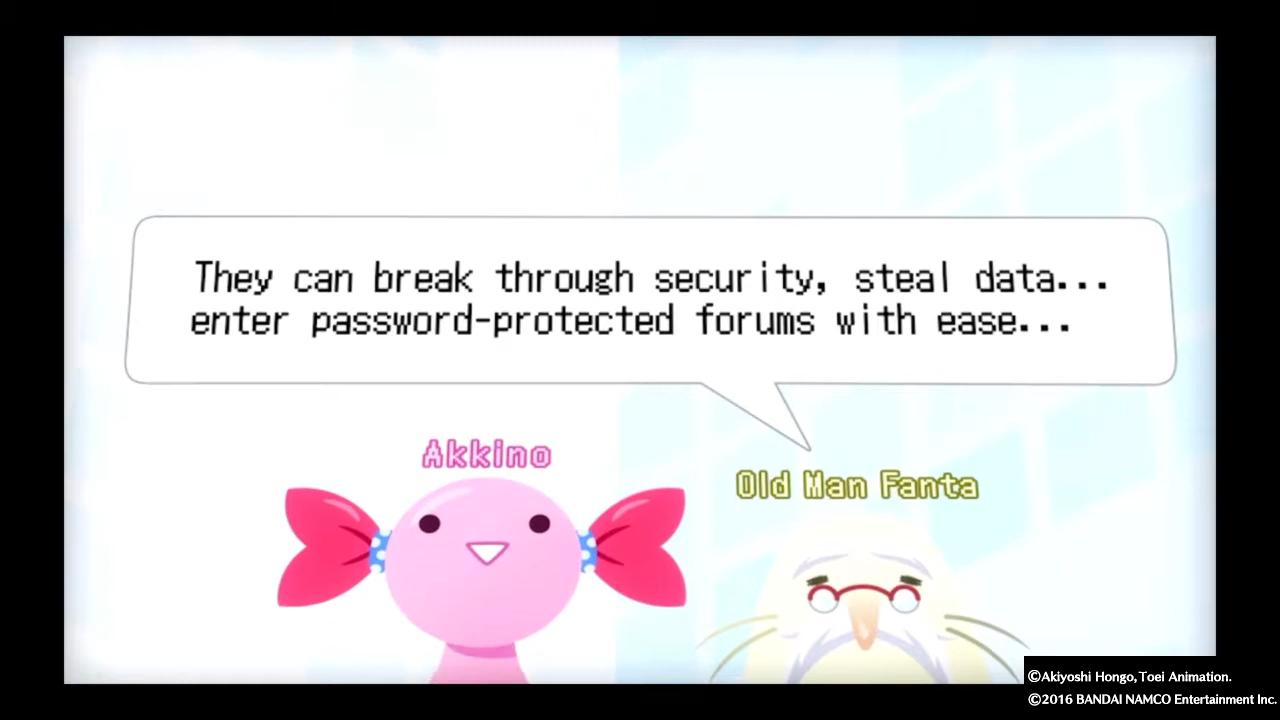 They can break through security, steal data...
enter password-protected forums with ease...
Akkino
Old Man Fanta
©Akiyoshi Hongo, Toei Animation.
©2016 BANDAI NAMCO Entertainment Inc.